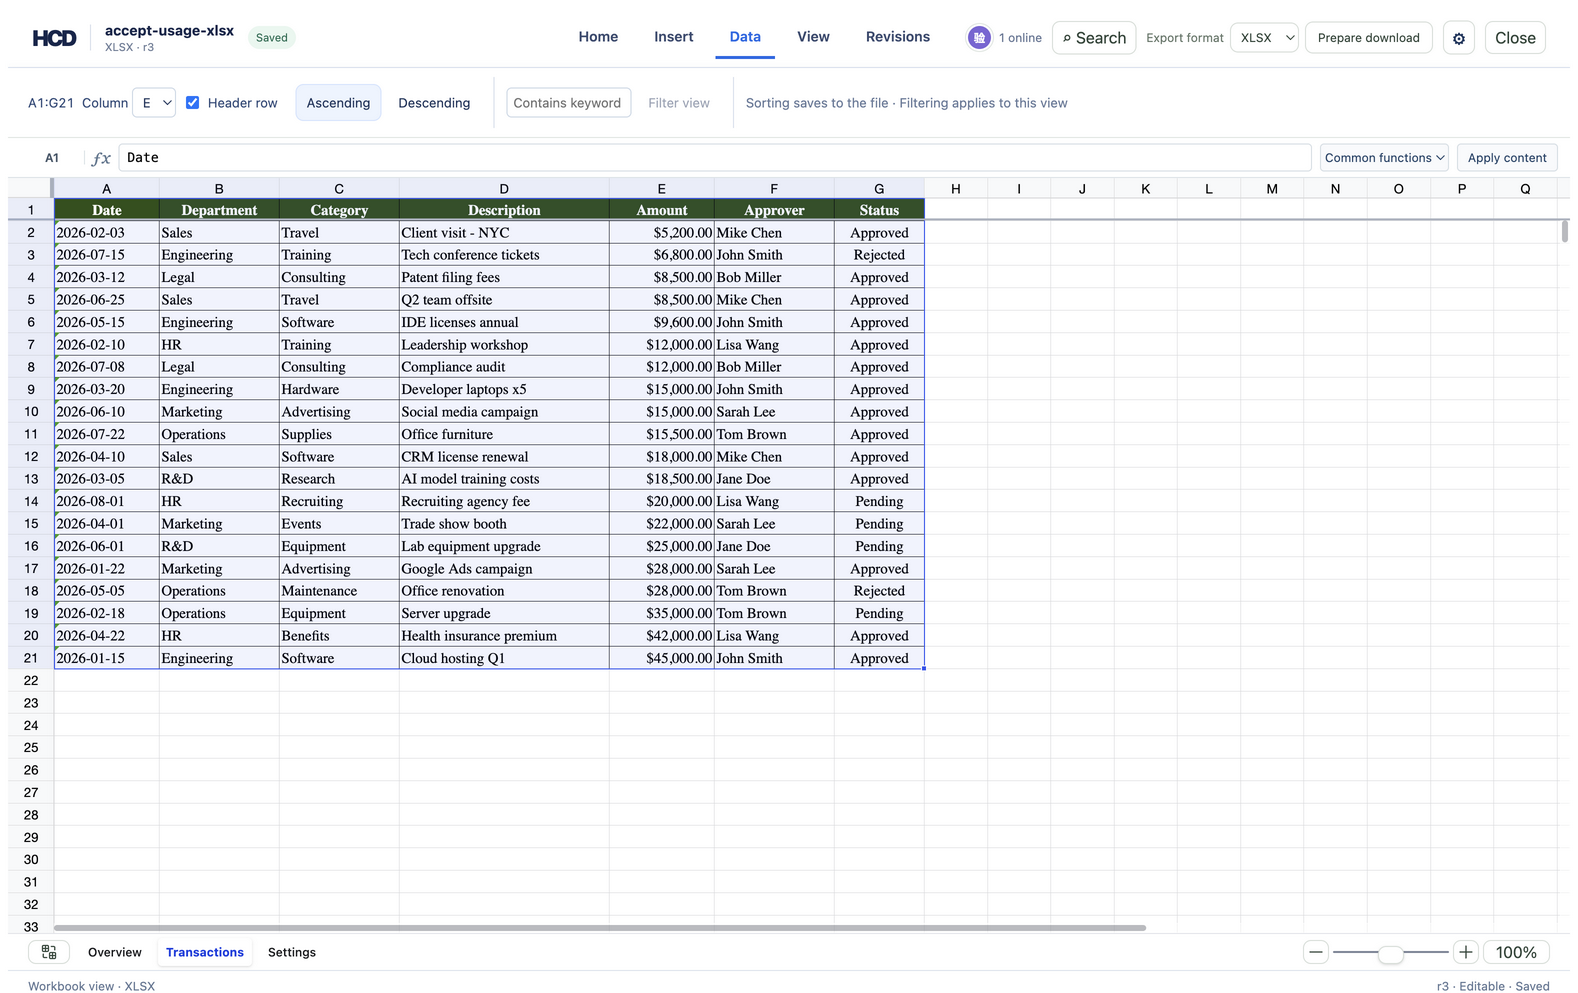 HCD
accept-usage-xlsx
XLSX · r3
Saved
Home Insert Data View Revisions
验 1 online Search Export format XLSX Prepare download Close
A1:G21 Column E Header row Ascending Descending Contains keyword Filter view Sorting saves to the file · Filtering applies to this view
A1 fx Date Common functions Apply content
A B C D E F G H I J K L M N O P Q
1 Date Department Category Description Amount Approver Status
2 2026-02-03 Sales Travel Client visit - NYC $5,200.00 Mike Chen Approved
3 2026-07-15 Engineering Training Tech conference tickets $6,800.00 John Smith Rejected
4 2026-03-12 Legal Consulting Patent filing fees $8,500.00 Bob Miller Approved
5 2026-06-25 Sales Travel Q2 team offsite $8,500.00 Mike Chen Approved
6 2026-05-15 Engineering Software IDE licenses annual $9,600.00 John Smith Approved
7 2026-02-10 HR Training Leadership workshop $12,000.00 Lisa Wang Approved
8 2026-07-08 Legal Consulting Compliance audit $12,000.00 Bob Miller Approved
9 2026-03-20 Engineering Hardware Developer laptops x5 $15,000.00 John Smith Approved
10 2026-06-10 Marketing Advertising Social media campaign $15,000.00 Sarah Lee Approved
11 2026-07-22 Operations Supplies Office furniture $15,500.00 Tom Brown Approved
12 2026-04-10 Sales Software CRM license renewal $18,000.00 Mike Chen Approved
13 2026-03-05 R&D Research AI model training costs $18,500.00 Jane Doe Approved
14 2026-08-01 HR Recruiting Recruiting agency fee $20,000.00 Lisa Wang Pending
15 2026-04-01 Marketing Events Trade show booth $22,000.00 Sarah Lee Pending
16 2026-06-01 R&D Equipment Lab equipment upgrade $25,000.00 Jane Doe Pending
17 2026-01-22 Marketing Advertising Google Ads campaign $28,000.00 Sarah Lee Approved
18 2026-05-05 Operations Maintenance Office renovation $28,000.00 Tom Brown Rejected
19 2026-02-18 Operations Equipment Server upgrade $35,000.00 Tom Brown Pending
20 2026-04-22 HR Benefits Health insurance premium $42,000.00 Lisa Wang Approved
21 2026-01-15 Engineering Software Cloud hosting Q1 $45,000.00 John Smith Approved
22
23
24
25
26
27
28
29
30
31
32
33
Overview Transactions Settings 100%
Workbook view · XLSX r3 · Editable · Saved